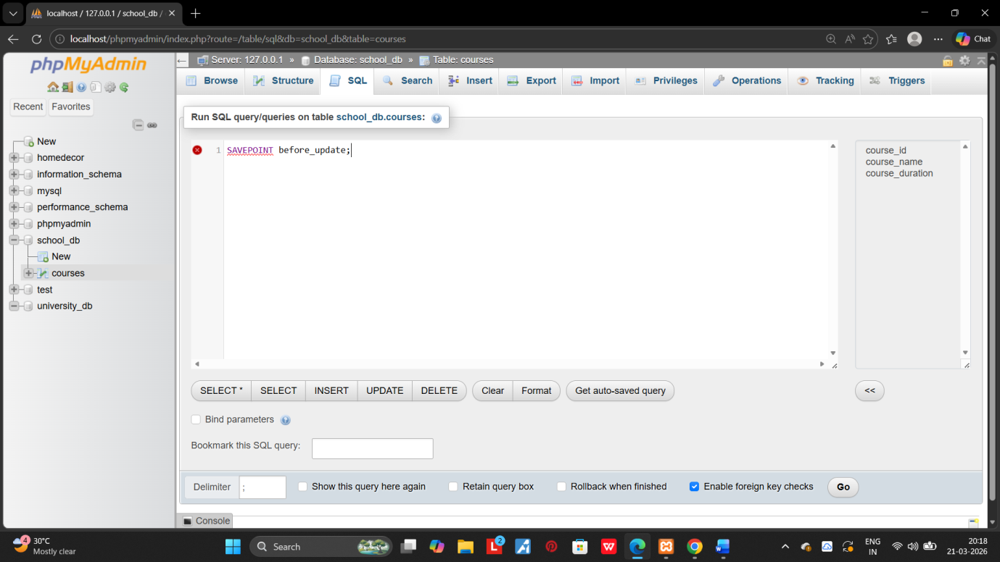 localhost / 127.0.0.1 / school_db /
localhost/phpmyadmin/index.php?route=/table/sql&db=school_db&table=courses
Chat
phpMyAdmin
Recent
Favorites
New
homedecor
information_schema
mysql
performance_schema
phpmyadmin
school_db
New
courses
test
university_db
Server: 127.0.0.1 » Database: school_db » Table: courses
Browse
Structure
SQL
Search
Insert
Export
Import
Privileges
Operations
Tracking
Triggers
Run SQL query/queries on table school_db.courses:
1 SAVEPOINT before_update;
course_id
course_name
course_duration
SELECT *
SELECT
INSERT
UPDATE
DELETE
Clear
Format
Get auto-saved query
<<
Bind parameters
Bookmark this SQL query:
Delimiter ;
Show this query here again
Retain query box
Rollback when finished
Enable foreign key checks
Go
Console
4
30°C
Mostly clear
Search
L 2
W
W
ENG
IN
20:18
21-03-2026